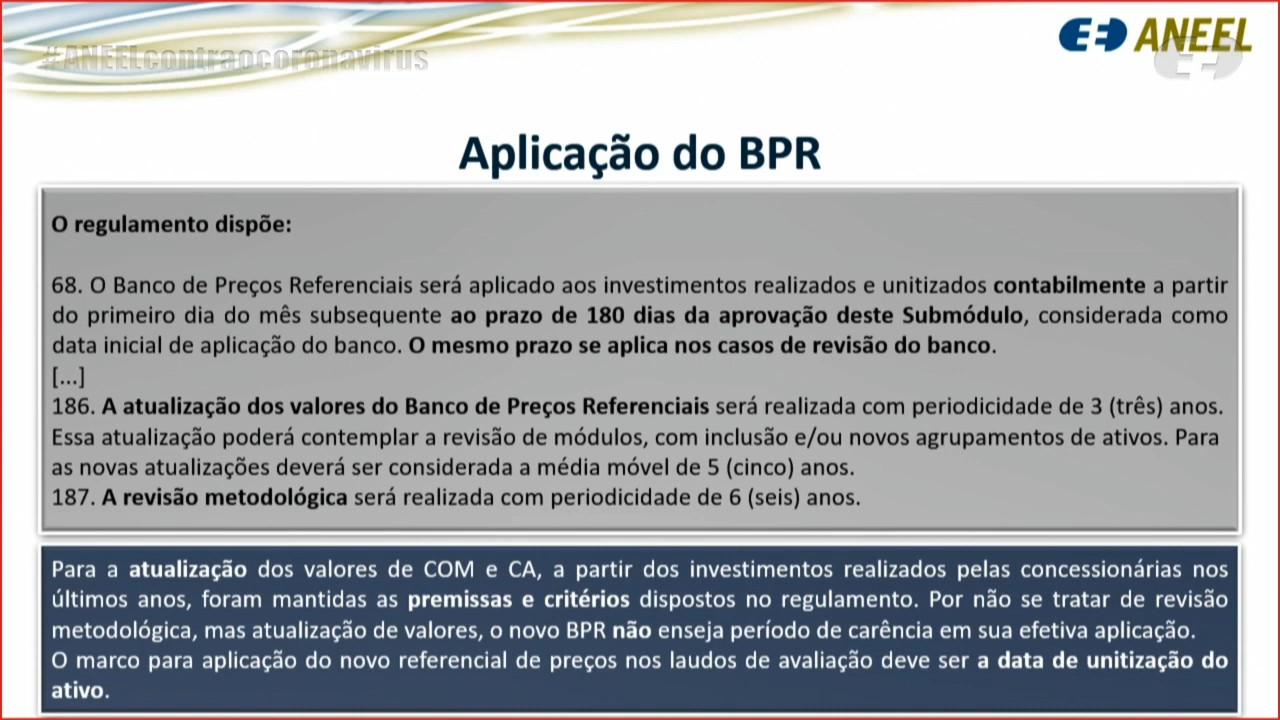 #ANEELcontraocoronavirus
ANEEL
Aplicação do BPR
O regulamento dispõe:
68. O Banco de Preços Referenciais será aplicado aos investimentos realizados e unitizados contabilmente a partir
do primeiro dia do mês subsequente ao prazo de 180 dias da aprovação deste Submódulo, considerada como
data inicial de aplicação do banco. O mesmo prazo se aplica nos casos de revisão do banco.
[...]
186. A atualização dos valores do Banco de Preços Referenciais será realizada com periodicidade de 3 (três) anos.
Essa atualização poderá contemplar a revisão de módulos, com inclusão e/ou novos agrupamentos de ativos. Para
as novas atualizações deverá ser considerada a média móvel de 5 (cinco) anos.
187. A revisão metodológica será realizada com periodicidade de 6 (seis) anos.
Para a atualização dos valores de COM e CA, a partir dos investimentos realizados pelas concessionárias nos
últimos anos, foram mantidas as premissas e critérios dispostos no regulamento. Por não se tratar de revisão
metodológica, mas atualização de valores, o novo BPR não enseja período de carência em sua efetiva aplicação.
O marco para aplicação do novo referencial de preços nos laudos de avaliação deve ser a data de unitização do
ativo.